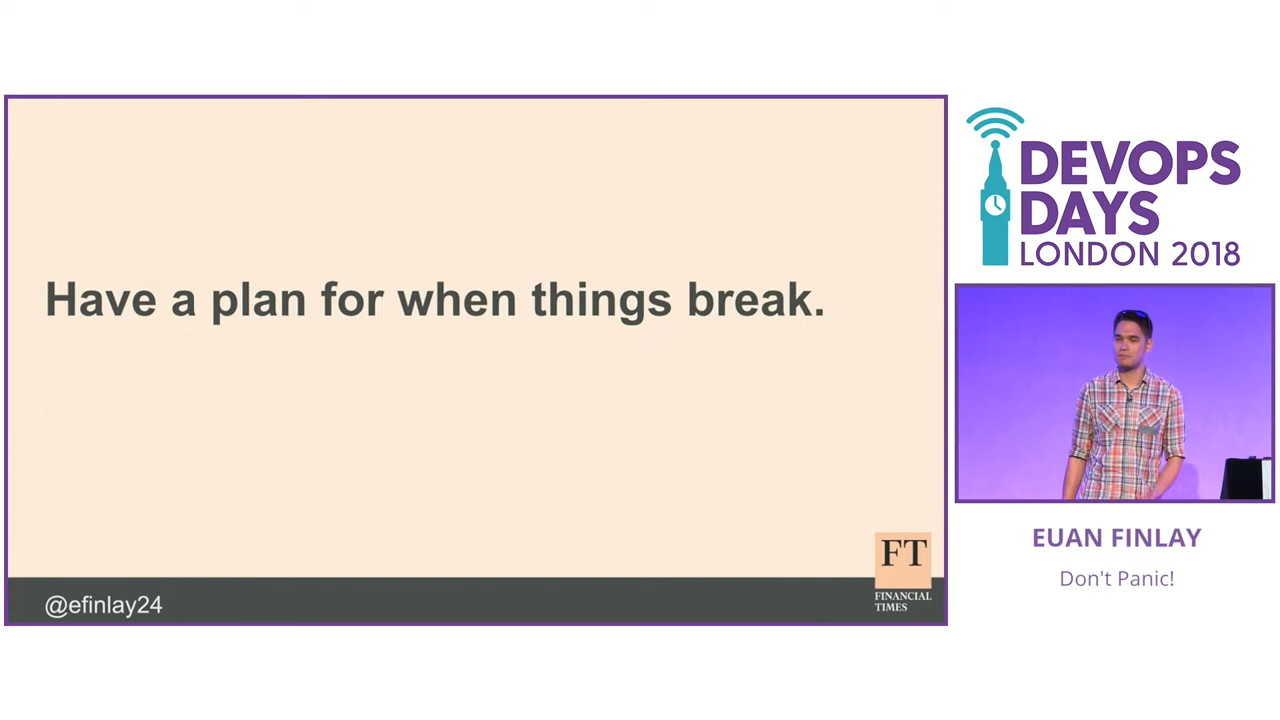 Have a plan for when things break.
@efinlay24
FT
FINANCIAL
TIMES
DEVOPS
DAYS
LONDON 2018
EUAN FINLAY
Don't Panic!